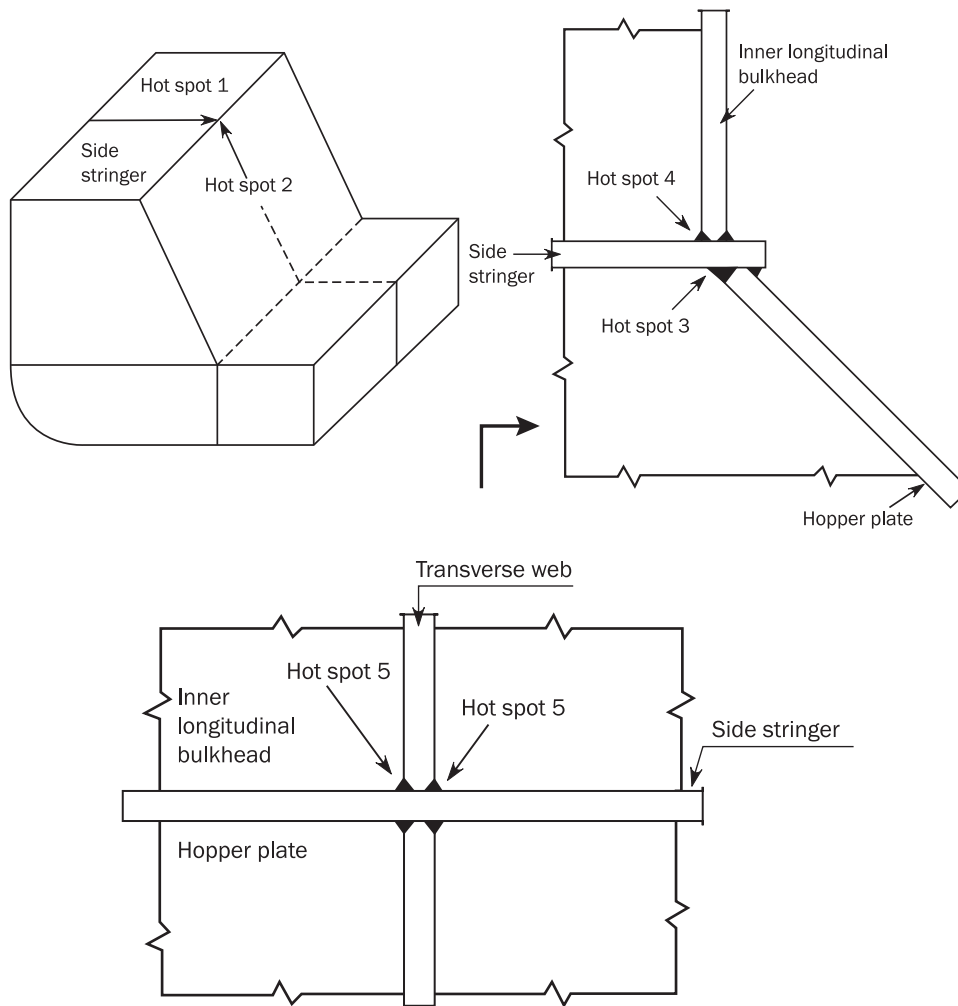 Hot spot 1
Side
stringer
Hot spot 2
Inner longitudinal
bulkhead
Hot spot 4
Side
stringer
Hot spot 3
Hopper plate
Transverse web
Hot spot 5
Hot spot 5
Inner
longitudinal
bulkhead
Side stringer
Hopper plate